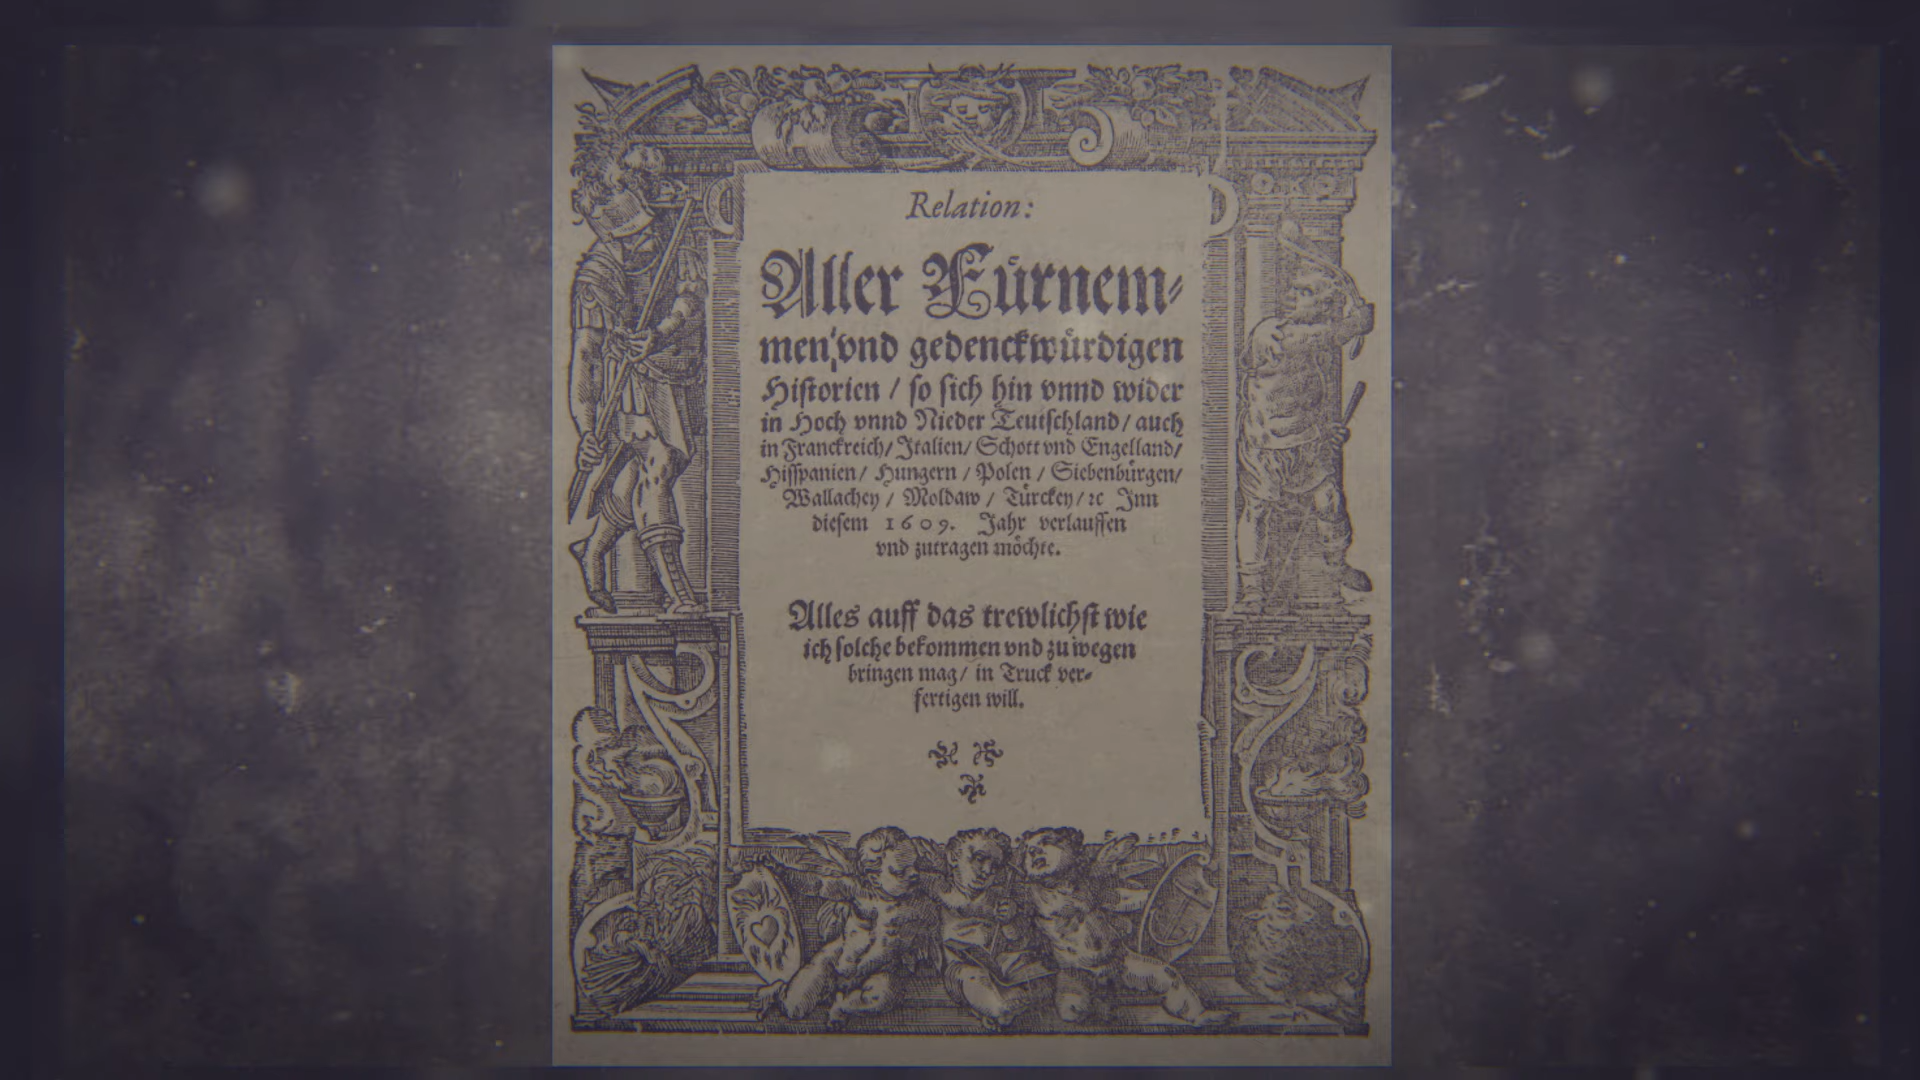 Relation:
Aller Fürnem-
men/ vnd gedenckwürdigen
Historien / so sich hin vnnd wider
in Hoch vnnd Nieder Teutschland/ auch
in Franckreich/ Italien/ Schott vnd Engelland/
Hisspanien/ Hungern / Polen / Siebenbürgen/
Wallachey / Moldaw / Türckey/ ꝛc Inn
diesem 1609. Jahr verlauffen
vnd zutragen möchte.
Alles auff das trewlichst wie
ich solche bekommen vnd zu wegen
bringen mag/ in Truck ver-
fertigen will.